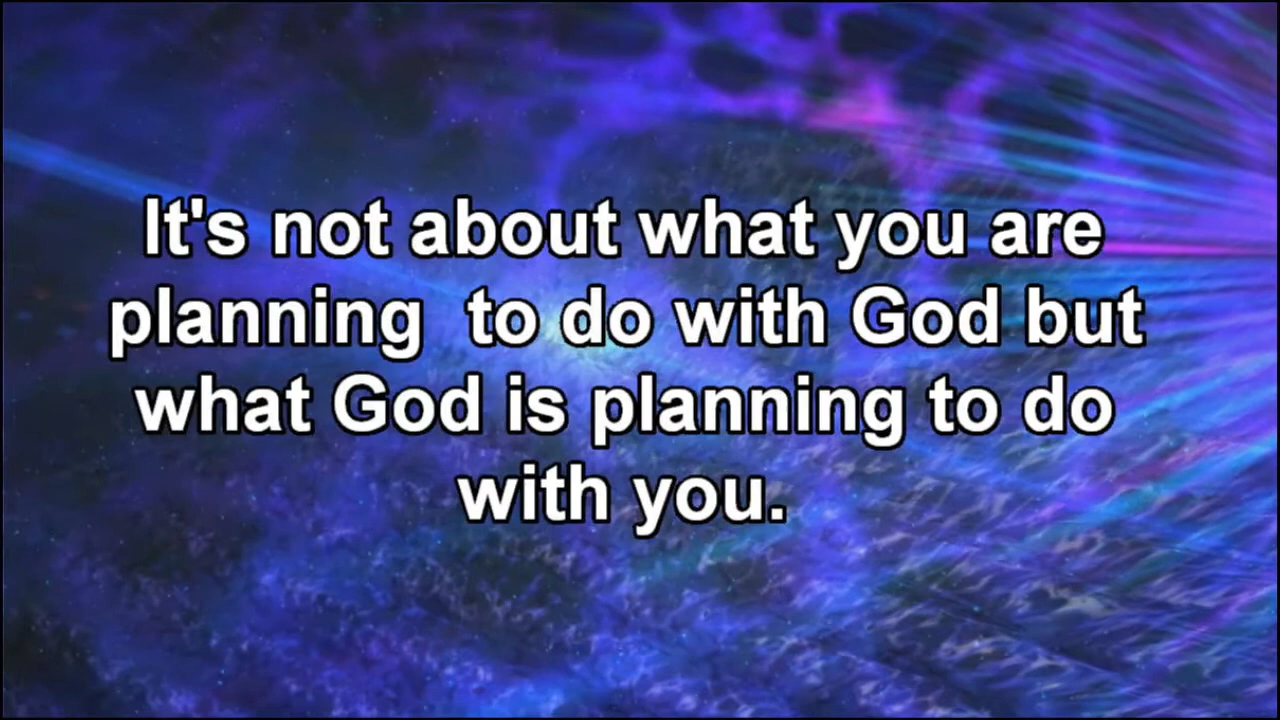 It's not about what you are
planning  to do with God but
what God is planning to do
with you.